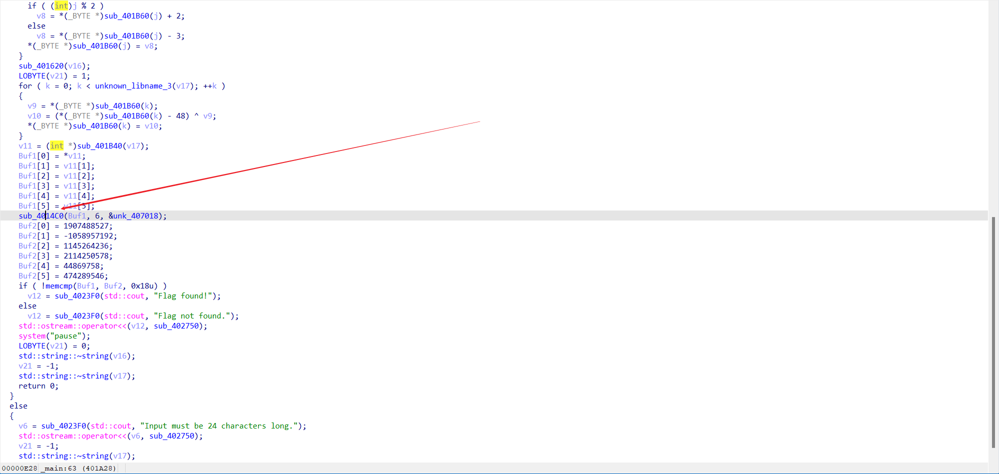 if ( (int)j % 2 )
v8 = *(_BYTE *)sub_401B60(j) + 2;
else
v8 = *(_BYTE *)sub_401B60(j) - 3;
*(_BYTE *)sub_401B60(j) = v8;
}
sub_401620(v16);
LOBYTE(v21) = 1;
for ( k = 0; k < unknown_libname_3(v17); ++k )
{
v9 = *(_BYTE *)sub_401B60(k);
v10 = (*(_BYTE *)sub_401B60(k) - 48) ^ v9;
*(_BYTE *)sub_401B60(k) = v10;
}
v11 = (int *)sub_401B40(v17);
Buf1[0] = *v11;
Buf1[1] = v11[1];
Buf1[2] = v11[2];
Buf1[3] = v11[3];
Buf1[4] = v11[4];
Buf1[5] = v11[5];
sub_4014C0(Buf1, 6, &unk_407018);
Buf2[0] = 1907488527;
Buf2[1] = -1058957192;
Buf2[2] = 1145264236;
Buf2[3] = 2114250578;
Buf2[4] = 44869758;
Buf2[5] = 474289546;
if ( !memcmp(Buf1, Buf2, 0x18u) )
v12 = sub_4023F0(std::cout, "Flag found!");
else
v12 = sub_4023F0(std::cout, "Flag not found.");
std::ostream::operator<<(v12, sub_402750);
system("pause");
LOBYTE(v21) = 0;
std::string::~string(v16);
v21 = -1;
std::string::~string(v17);
return 0;
}
else
{
v6 = sub_4023F0(std::cout, "Input must be 24 characters long.");
std::ostream::operator<<(v6, sub_402750);
v21 = -1;
std::string::~string(v17);
00000E28 _main:63 (401A28)